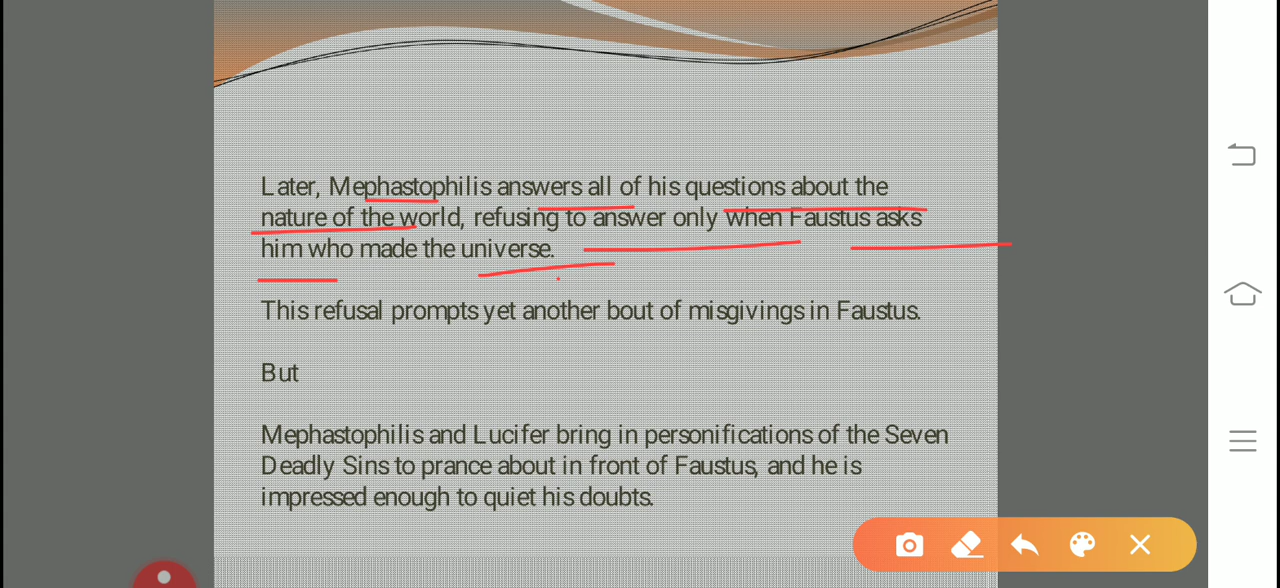 Later, Mephastophilis answers all of his questions about the
nature of the world, refusing to answer only when Faustus asks
him who made the universe.
This refusal prompts yet another bout of misgivings in Faustus.
But
Mephastophilis and Lucifer bring in personifications of the Seven
Deadly Sins to prance about in front of Faustus, and he is
impressed enough to quiet his doubts.